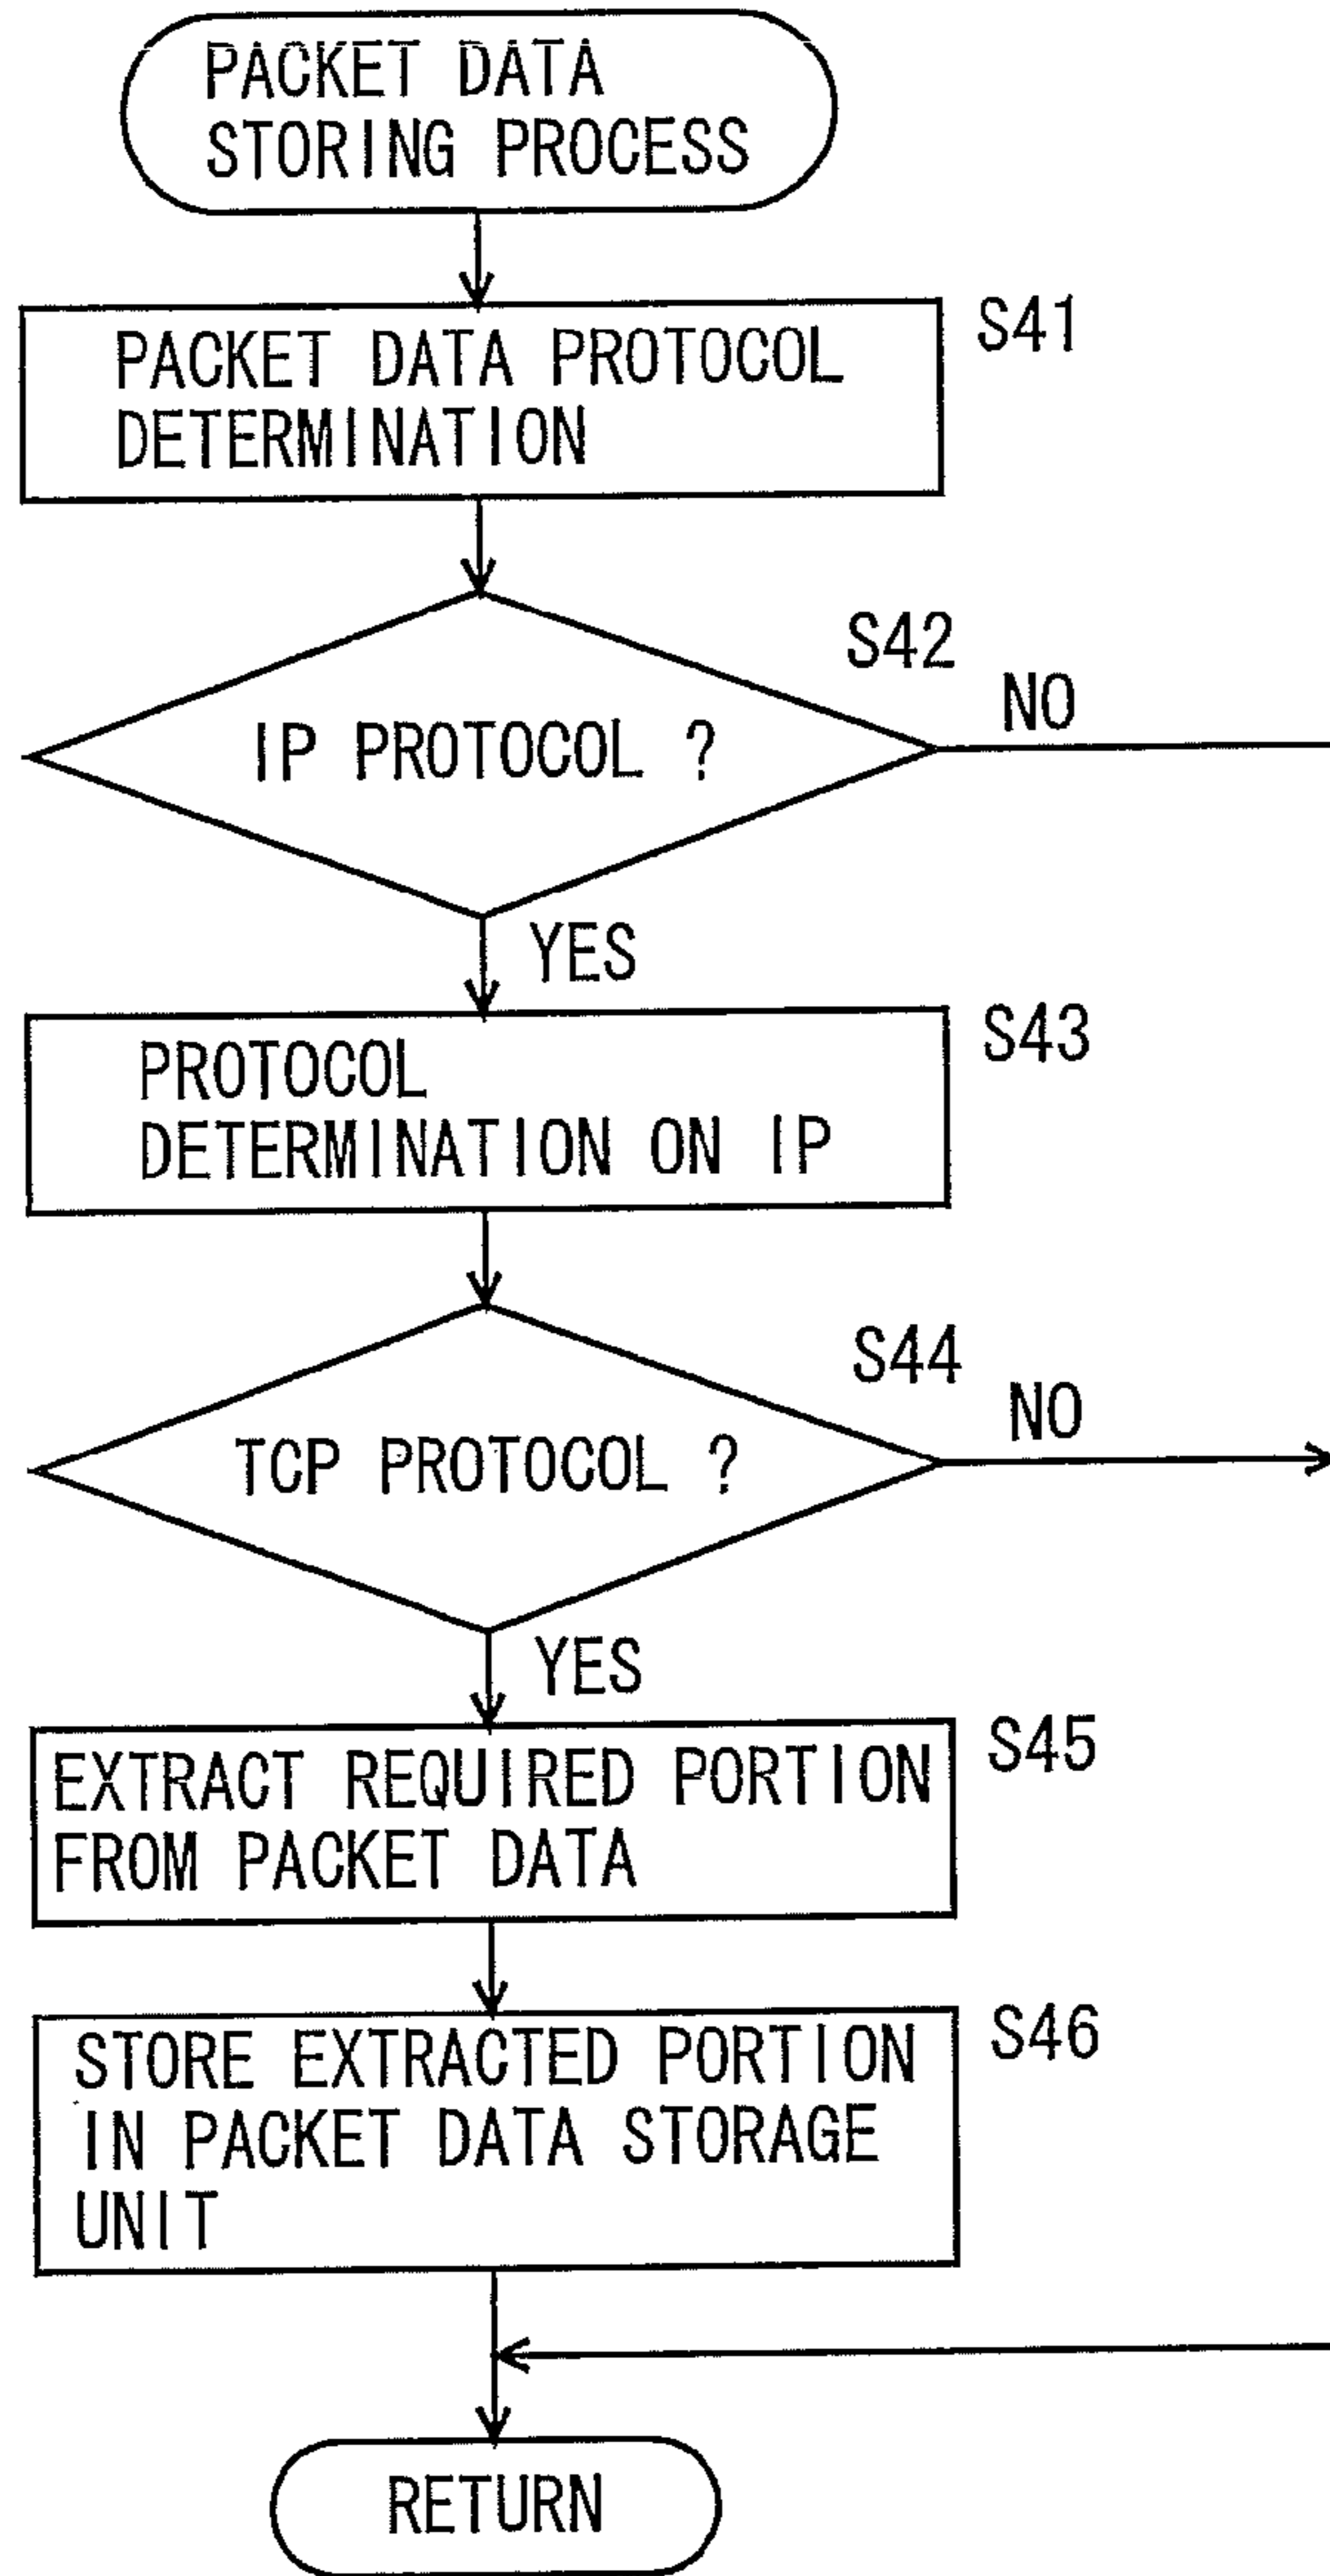 PACKET DATA
STORING PROCESS
S41
PACKET DATA PROTOCOL
DETERMINATION
S42
NO
IP PROTOCOL ?
YES
S43
PROTOCOL
DETERMINATION ON IP
S44
NO
TCP PROTOCOL ?
YES
S45
EXTRACT REQUIRED PORTION
FROM PACKET DATA
S46
STORE EXTRACTED PORTION
IN PACKET DATA STORAGE
UNIT
RETURN